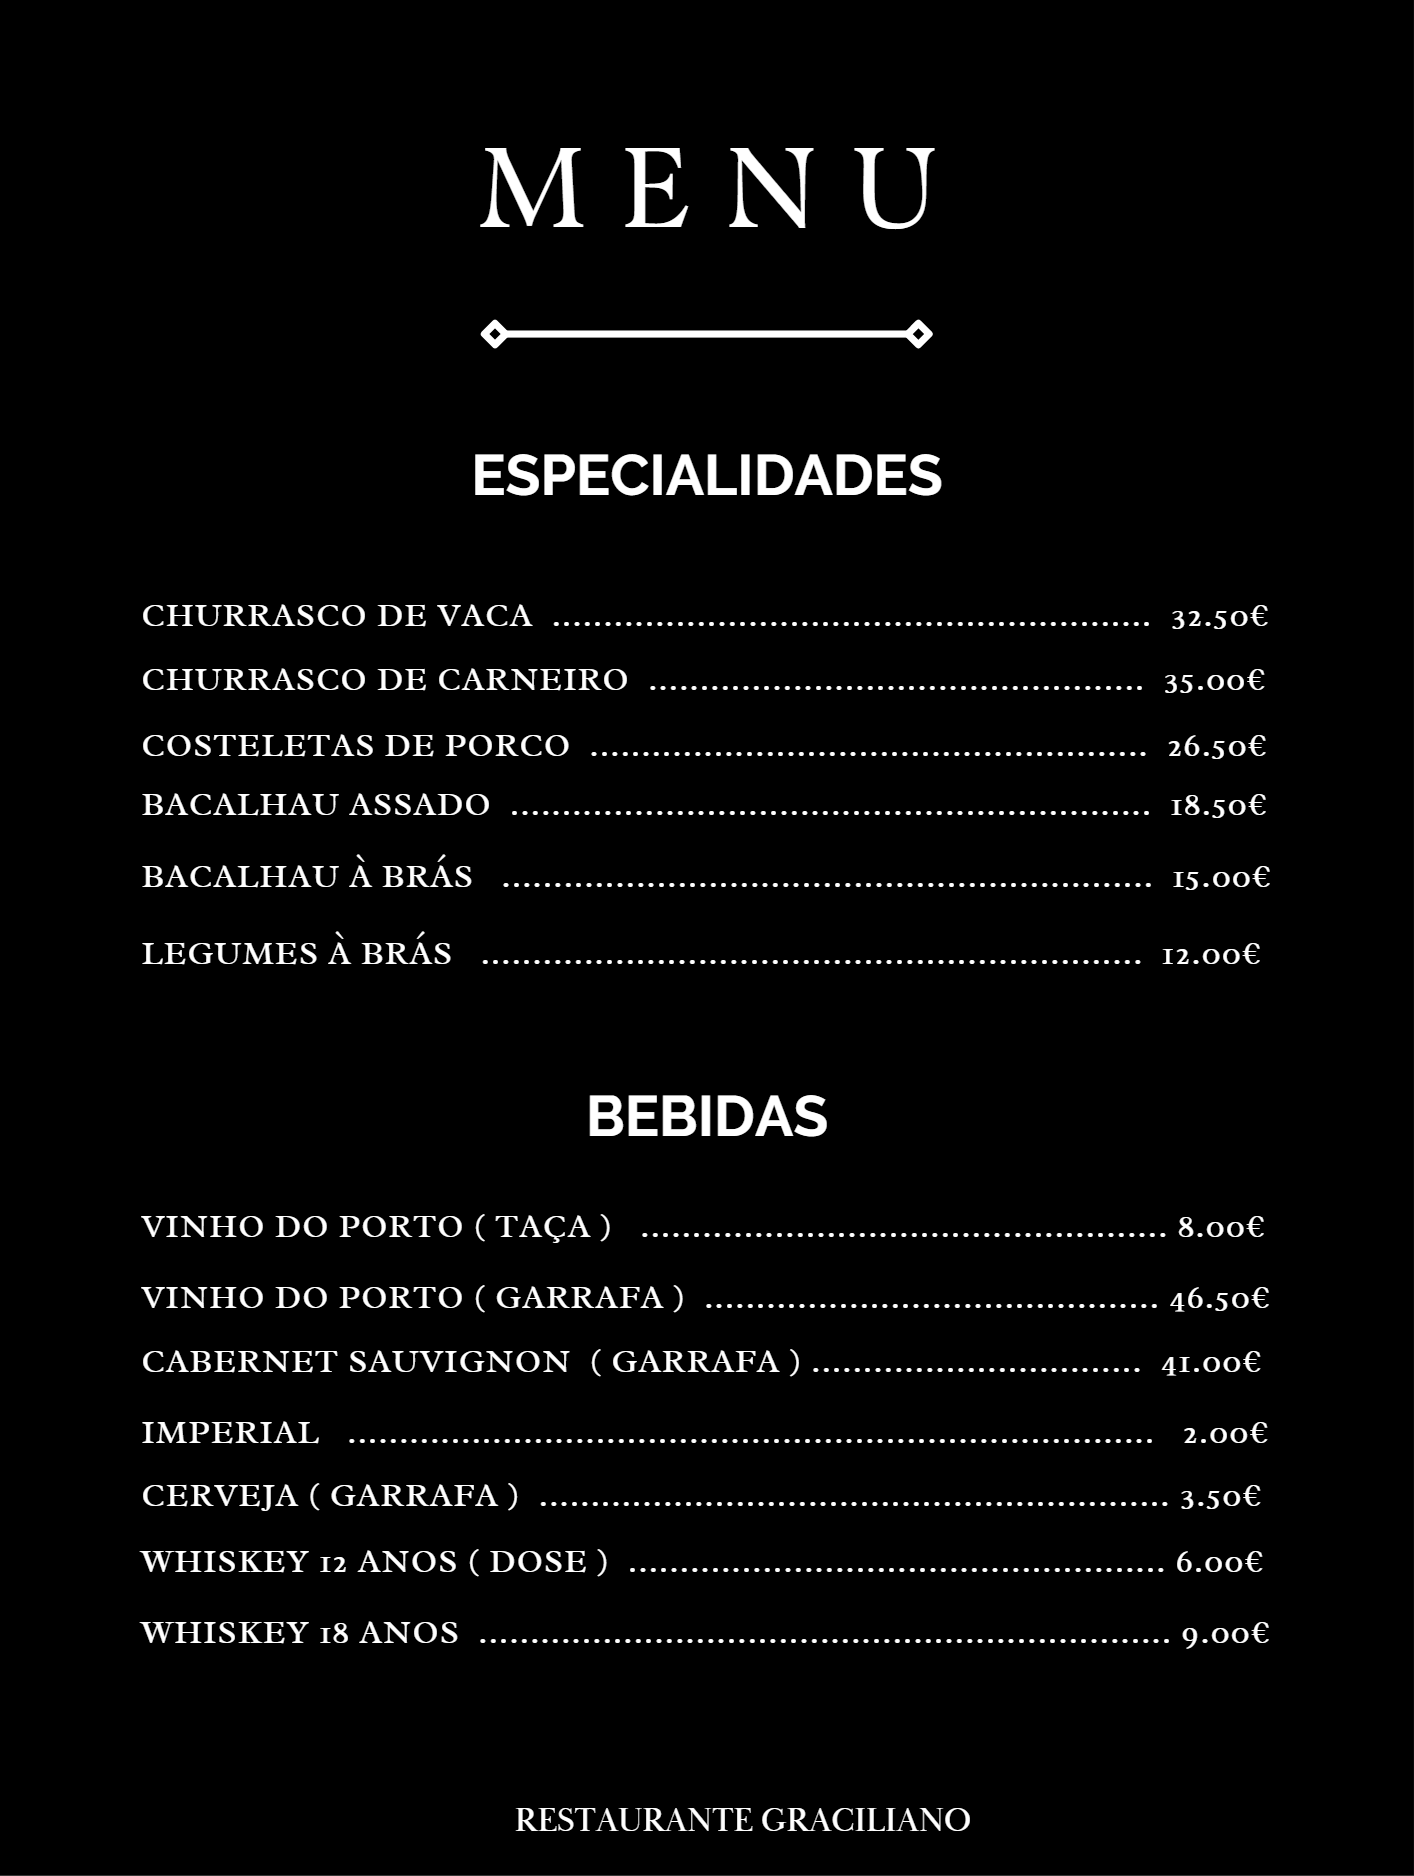 MENU
ESPECIALIDADES
CHURRASCO DE VACA .......................................................... 32.50€
CHURRASCO DE CARNEIRO ................................................ 35.00€
COSTELETAS DE PORCO ...................................................... 26.50€
BACALHAU ASSADO .............................................................. 18.50€
BACALHAU À BRÁS ............................................................... 15.00€
LEGUMES À BRÁS ................................................................ 12.00€
BEBIDAS
VINHO DO PORTO ( TAÇA ) ................................................... 8.00€
VINHO DO PORTO ( GARRAFA ) ............................................ 46.50€
CABERNET SAUVIGNON ( GARRAFA ) ................................ 41.00€
IMPERIAL .............................................................................. 2.00€
CERVEJA ( GARRAFA ) ............................................................. 3.50€
WHISKEY 12 ANOS ( DOSE ) .................................................... 6.00€
WHISKEY 18 ANOS ................................................................... 9.00€
RESTAURANTE GRACILIANO